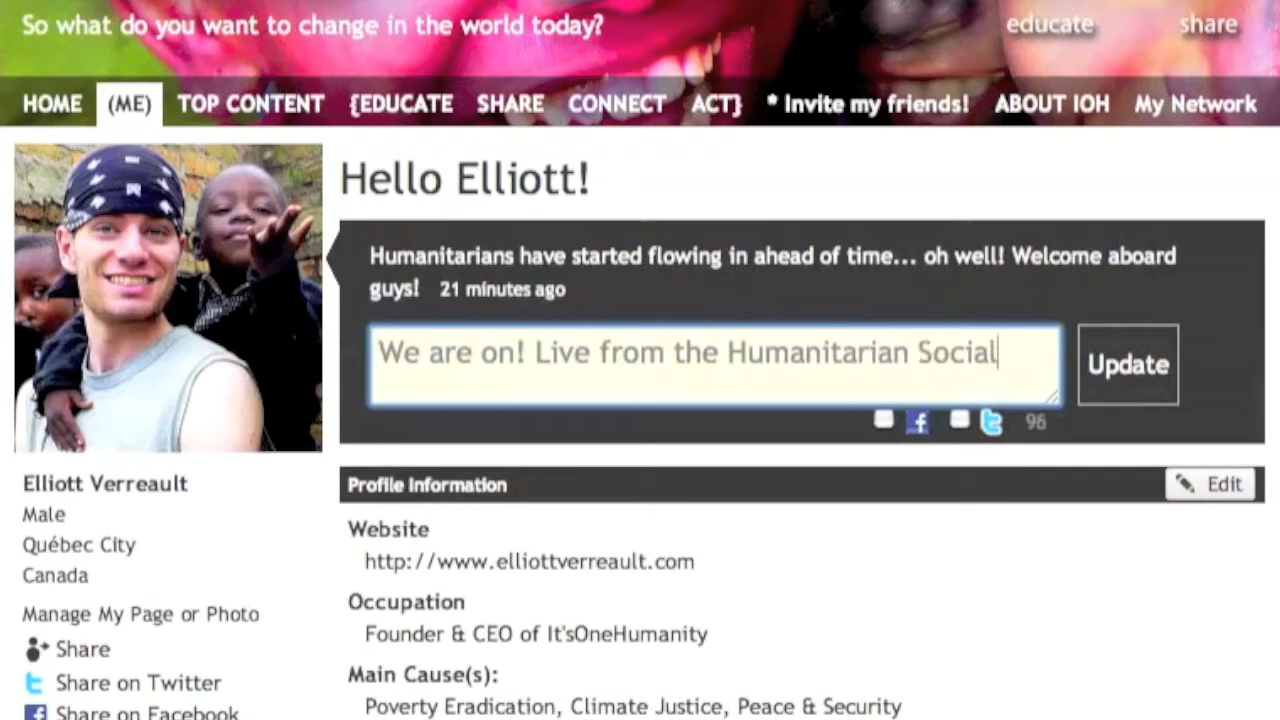 So what do you want to change in the world today?
educate share
HOME (ME) TOP CONTENT {EDUCATE SHARE CONNECT ACT} * Invite my friends! ABOUT IOH My Network
Hello Elliott!
Humanitarians have started flowing in ahead of time... oh well! Welcome aboard
guys! 21 minutes ago
We are on! Live from the Humanitarian Social
Update
96
Elliott Verreault
Male
Québec City
Canada
Manage My Page or Photo
Share
Share on Twitter
Share on Facebook
Profile Information
Edit
Website
http://www.elliottverreault.com
Occupation
Founder & CEO of It'sOneHumanity
Main Cause(s):
Poverty Eradication, Climate Justice, Peace & Security